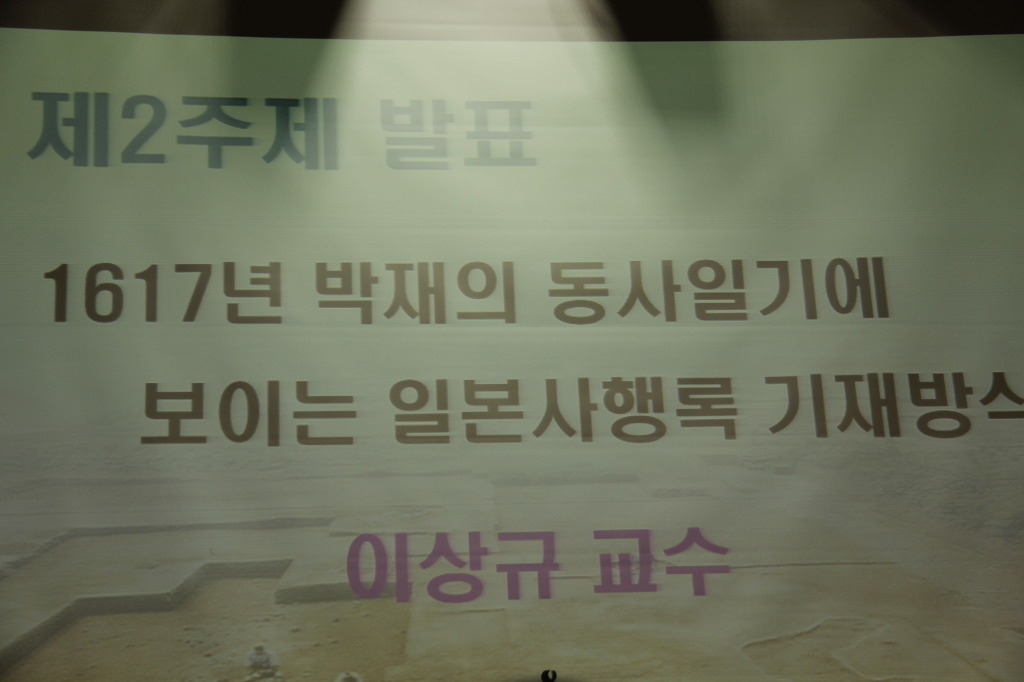 제2주제 발표
1617년 박재의 동사일기에
보이는 일본사행록 기재방식
이상규 교수